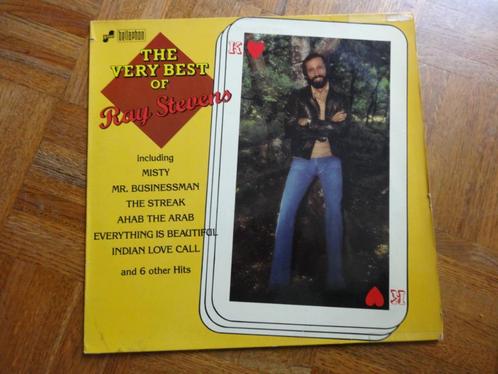 bellaphon
THE
VERY BEST
OF
Ray Stevens
including
MISTY
MR. BUSINESSMAN
THE STREAK
AHAB THE ARAB
EVERYTHING IS BEAUTIFUL
INDIAN LOVE CALL
and 6 other Hits
K
K